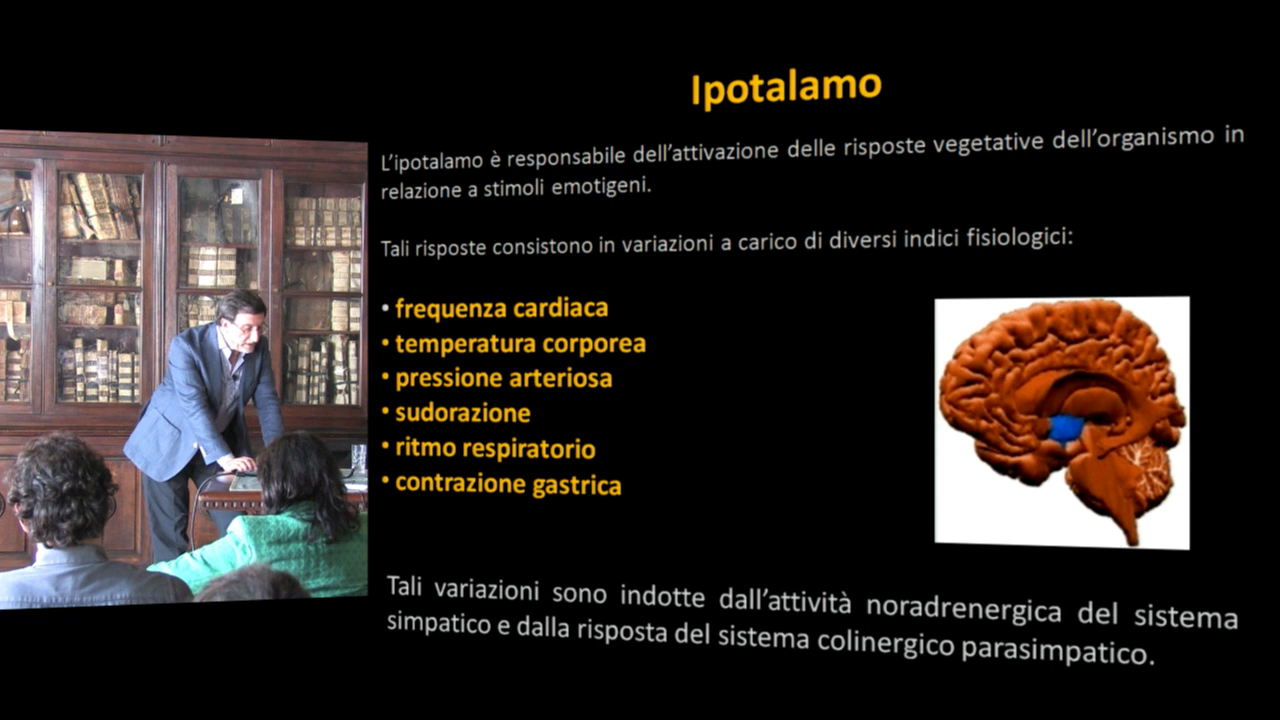 Ipotalamo
L'ipotalamo è responsabile dell'attivazione delle risposte vegetative dell'organismo in
relazione a stimoli emotigeni.
Tali risposte consistono in variazioni a carico di diversi indici fisiologici:
• frequenza cardiaca
• temperatura corporea
• pressione arteriosa
• sudorazione
• ritmo respiratorio
• contrazione gastrica
Tali variazioni sono indotte dall'attività noradrenergica del sistema
simpatico e dalla risposta del sistema colinergico parasimpatico.